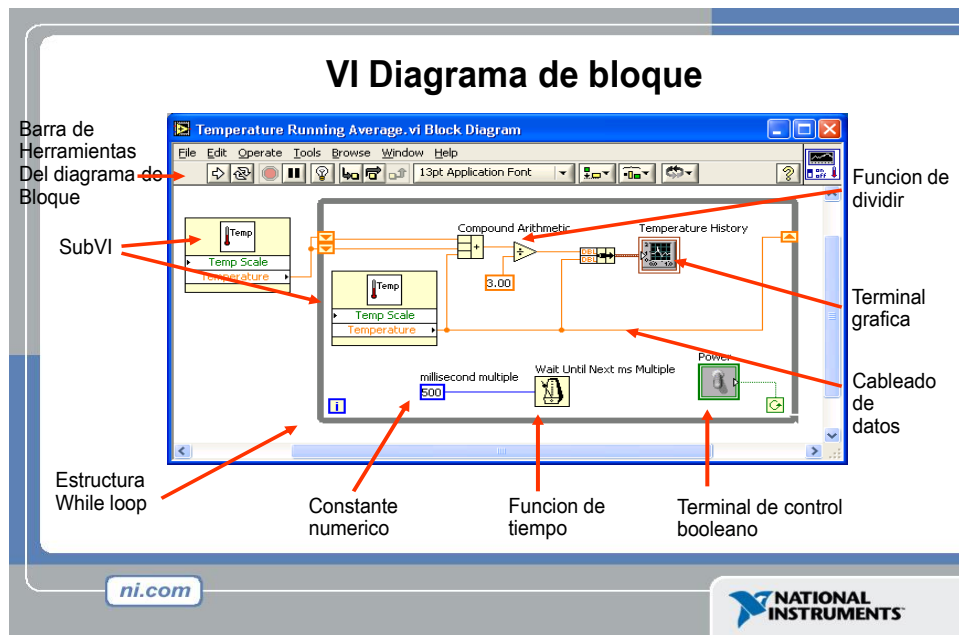 VI Diagrama de bloque
Barra de
Herramientas
Del diagrama de
Bloque
SubVI
Temperature Running Average.vi Block Diagram
File Edit Operate Tools Browse Window Help
13pt Application Font
?
Temp
Temp Scale
Temperature
Compound Arithmetic
+
÷
3.00
DBL
DBL
Temperature History
Temp
Temp Scale
Temperature
millisecond multiple
500
Wait Until Next ms Multiple
Power
i
Funcion de
dividir
Terminal
grafica
Cableado
de
datos
Estructura
While loop
Constante
numerico
Funcion de
tiempo
Terminal de control
booleano
ni.com
NATIONAL
INSTRUMENTS